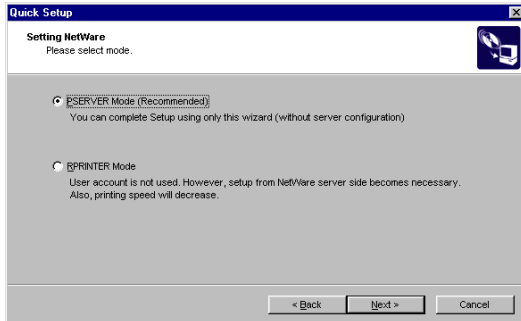 Quick Setup
Setting NetWare
Please select mode.
PSERVER Mode (Recommended)
You can complete Setup using only this wizard (without server configuration)
RPRINTER Mode
User account is not used. However, setup from NetWare server side becomes necessary.
Also, printing speed will decrease.
< Back Next > Cancel